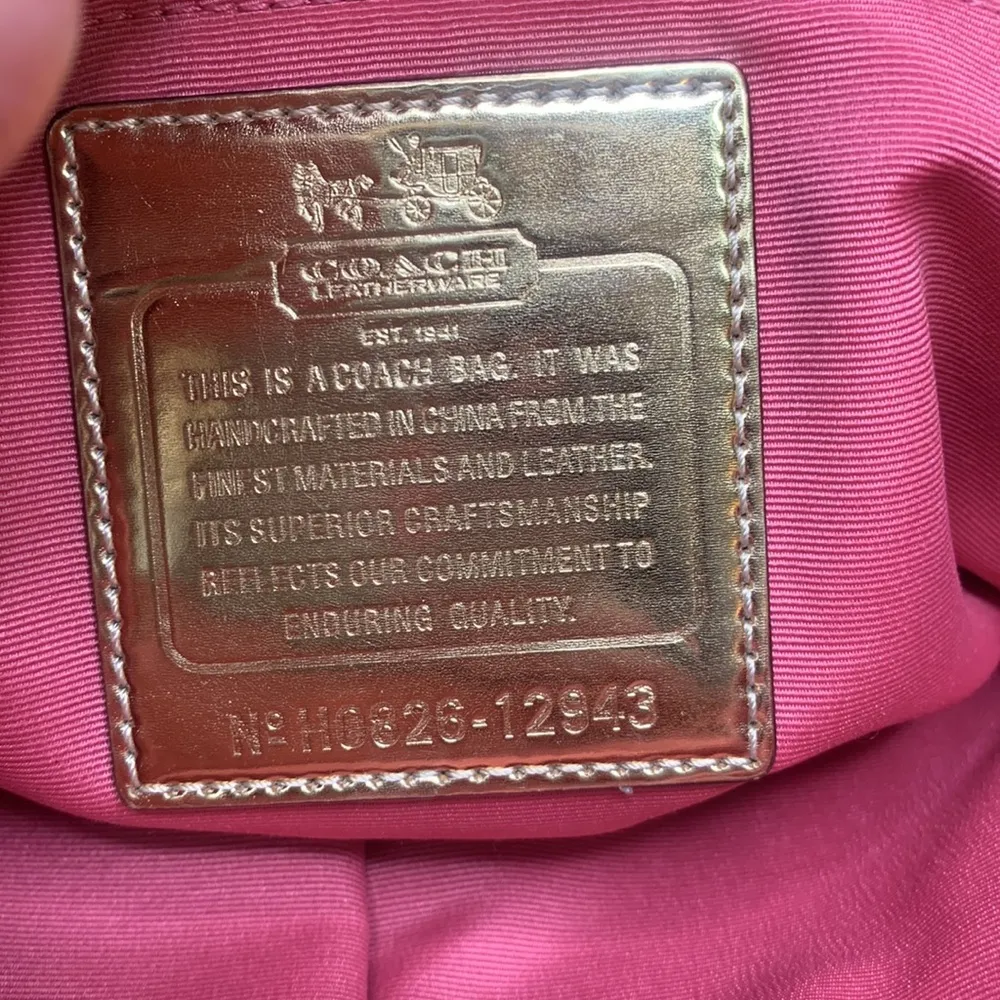 COACH
LEATHERWARE
EST. 1941
THIS IS A COACH BAG. IT WAS
HANDCRAFTED IN CHINA FROM THE
FINEST MATERIALS AND LEATHER.
ITS SUPERIOR CRAFTSMANSHIP
REFLECTS OUR COMMITMENT TO
ENDURING QUALITY.
Nº H0826-12943